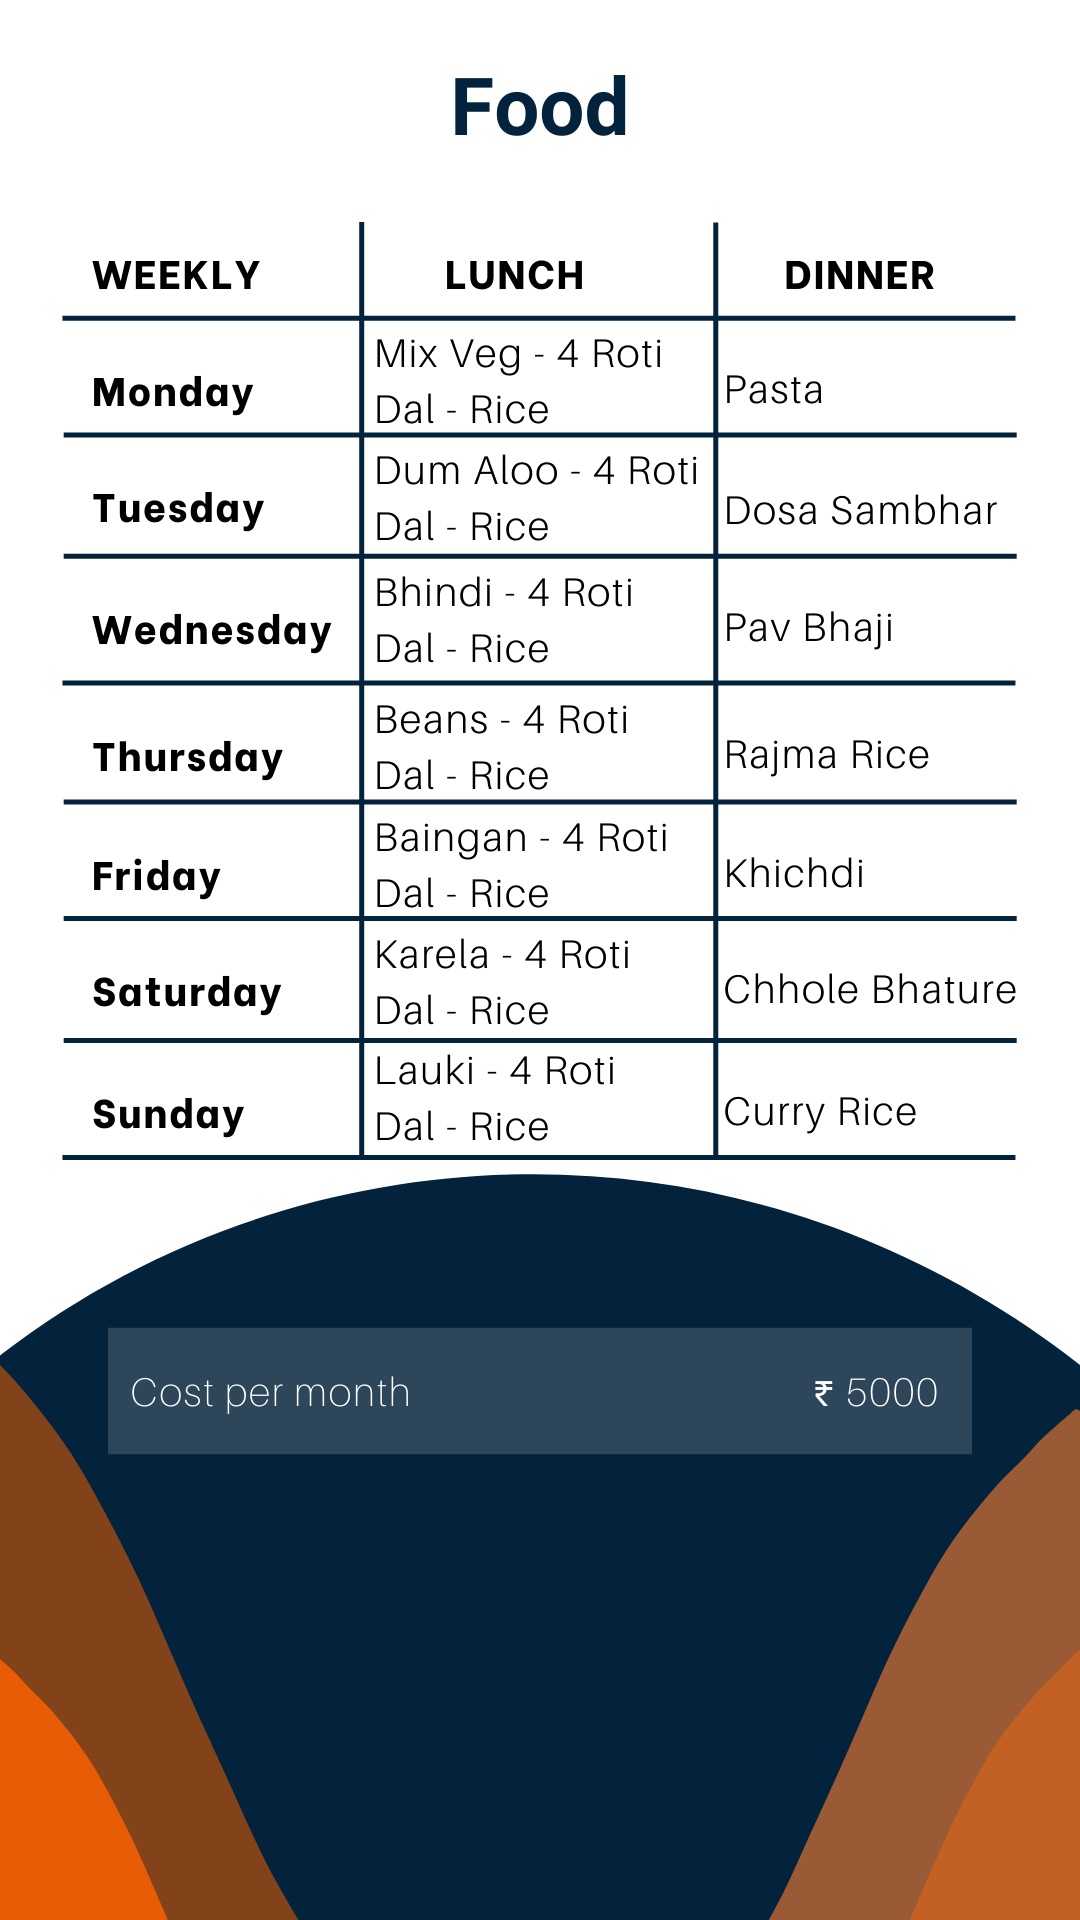 Food
WEEKLY LUNCH DINNER
Monday
Mix Veg - 4 Roti
Dal - Rice
Pasta
Tuesday
Dum Aloo - 4 Roti
Dal - Rice
Dosa Sambhar
Wednesday
Bhindi - 4 Roti
Dal - Rice
Pav Bhaji
Thursday
Beans - 4 Roti
Dal - Rice
Rajma Rice
Friday
Baingan - 4 Roti
Dal - Rice
Khichdi
Saturday
Karela - 4 Roti
Dal - Rice
Chhole Bhature
Sunday
Lauki - 4 Roti
Dal - Rice
Curry Rice
Cost per month ₹ 5000